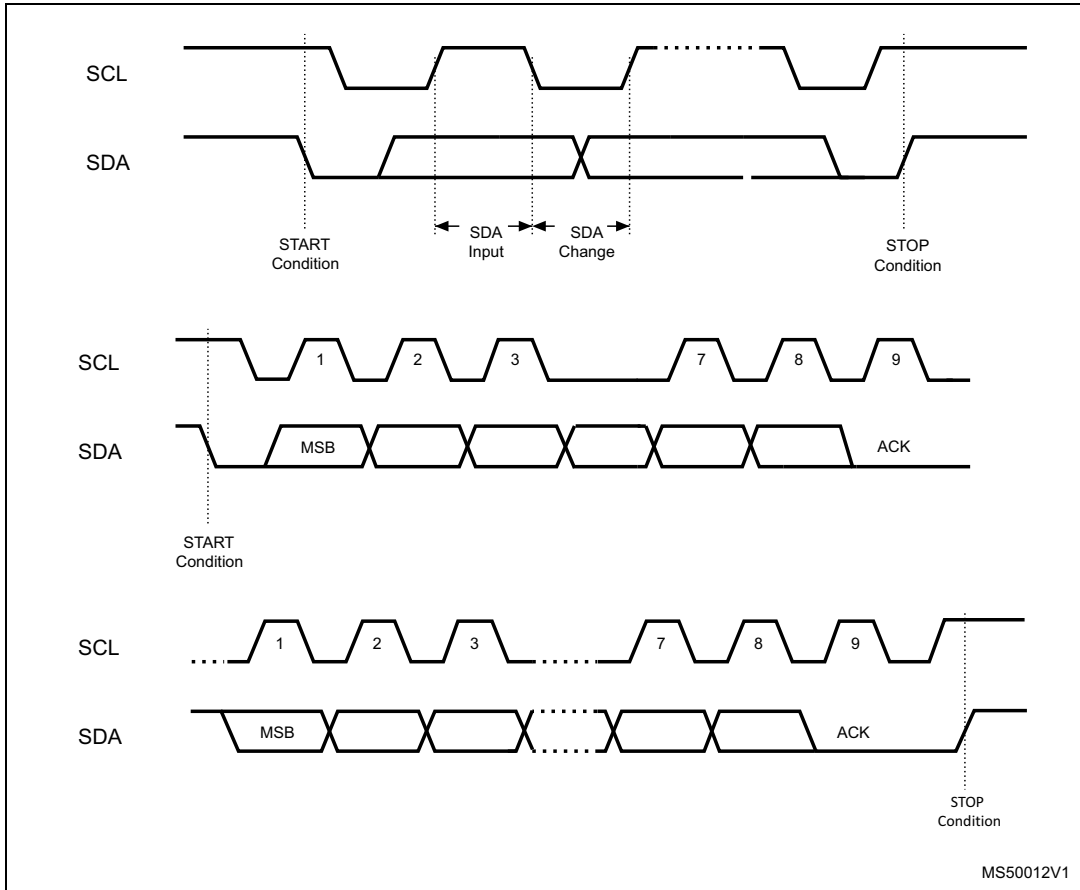 SCL
SDA
START
Condition
SDA
Input
SDA
Change
STOP
Condition
SCL
1 2 3 7 8 9
SDA
MSB ACK
START
Condition
SCL
1 2 3 7 8 9
SDA
MSB ACK
STOP
Condition
MS50012V1